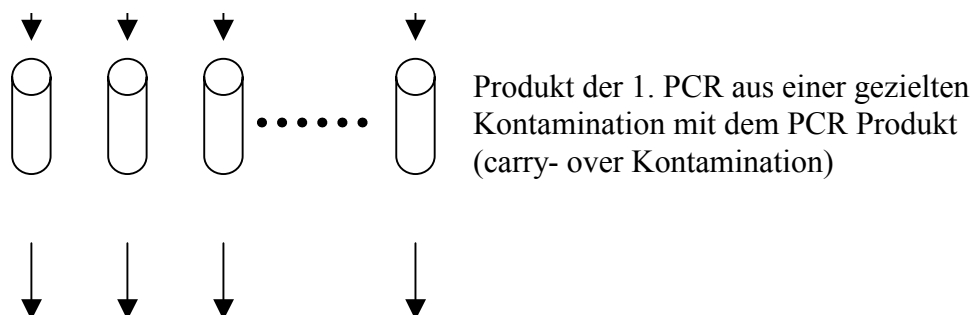 Produkt der 1. PCR aus einer gezielten
Kontamination mit dem PCR Produkt
(carry- over Kontamination)